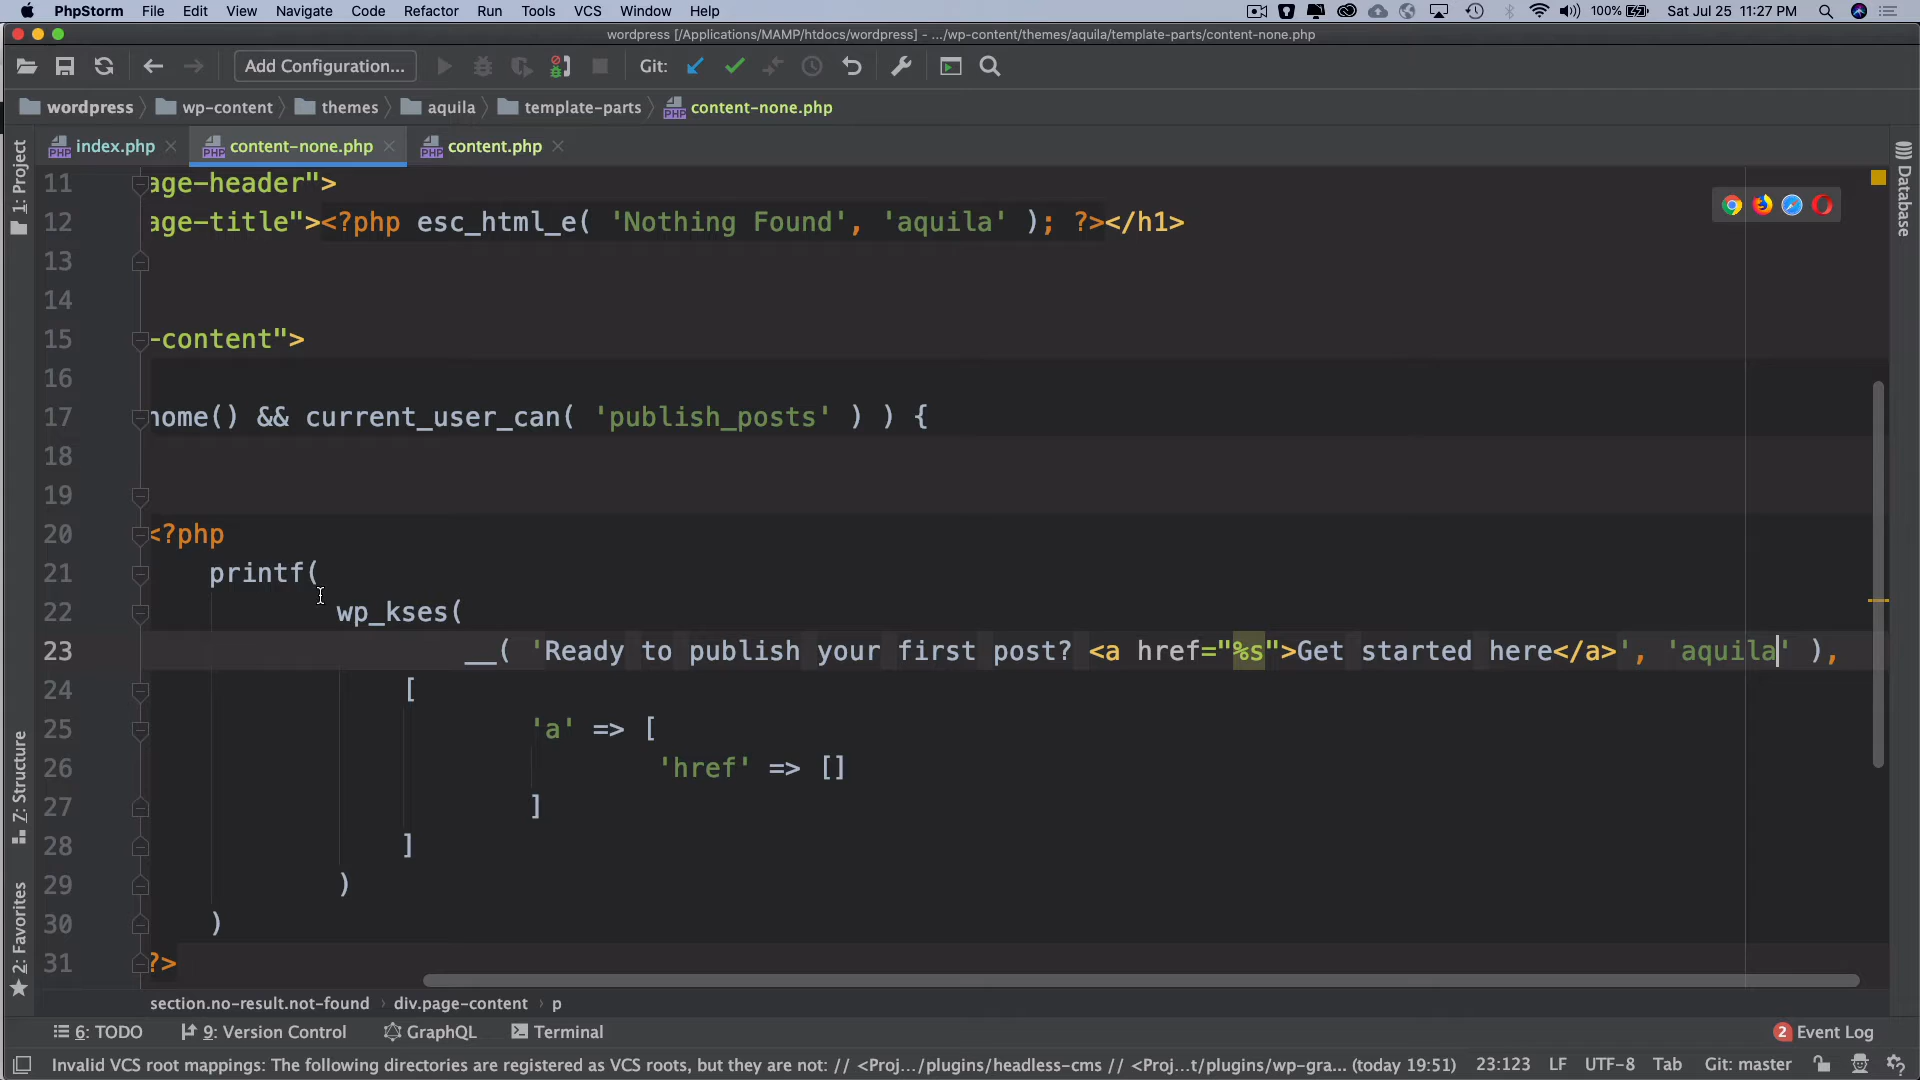 PhpStorm File Edit View Navigate Code Refactor Run Tools VCS Window Help 100% Sat Jul 25 11:27 PM
wordpress [/Applications/MAMP/htdocs/wordpress] - .../wp-content/themes/aquila/template-parts/content-none.php
Add Configuration... Git:
wordpress wp-content themes aquila template-parts content-none.php
index.php content-none.php content.php
1: Project
Database
11 age-header">
12 age-title"><?php esc_html_e( 'Nothing Found', 'aquila' ); ?></h1>
13
14
15 -content">
16
17 home() && current_user_can( 'publish_posts' ) ) {
18
19
20 <?php
21 printf(
22 wp_kses(
23 __( 'Ready to publish your first post? <a href="%s">Get started here</a>', 'aquila' ),
24 [
25 'a' => [
26 'href' => []
27 ]
28 ]
29 )
30 )
31 ?>
Z: Structure
2: Favorites
section.no-result.not-found › div.page-content › p
6: TODO 9: Version Control GraphQL Terminal 2 Event Log
Invalid VCS root mappings: The following directories are registered as VCS roots, but they are not: // <Proj.../plugins/headless-cms // <Proj...t/plugins/wp-gra... (today 19:51) 23:123 LF UTF-8 Tab Git: master